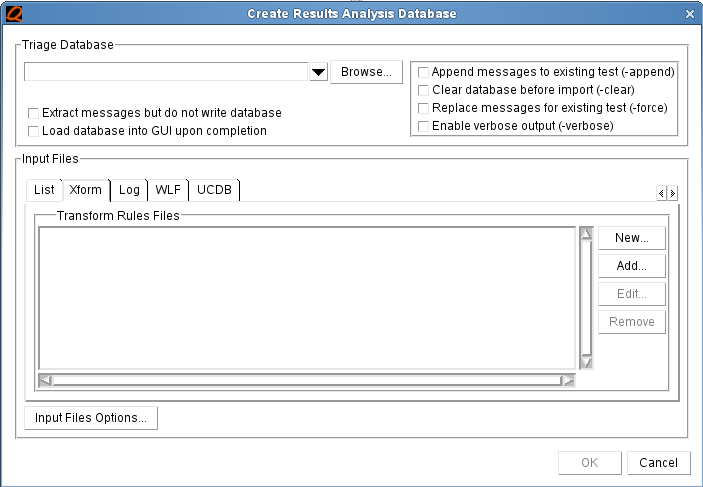 Create Results Analysis Database
Triage Database
Browse...
Append messages to existing test (-append)
Clear database before import (-clear)
Replace messages for existing test (-force)
Enable verbose output (-verbose)
Extract messages but do not write database
Load database into GUI upon completion
Input Files
List Xform Log WLF UCDB
Transform Rules Files
New...
Add...
Edit...
Remove
Input Files Options...
OK Cancel